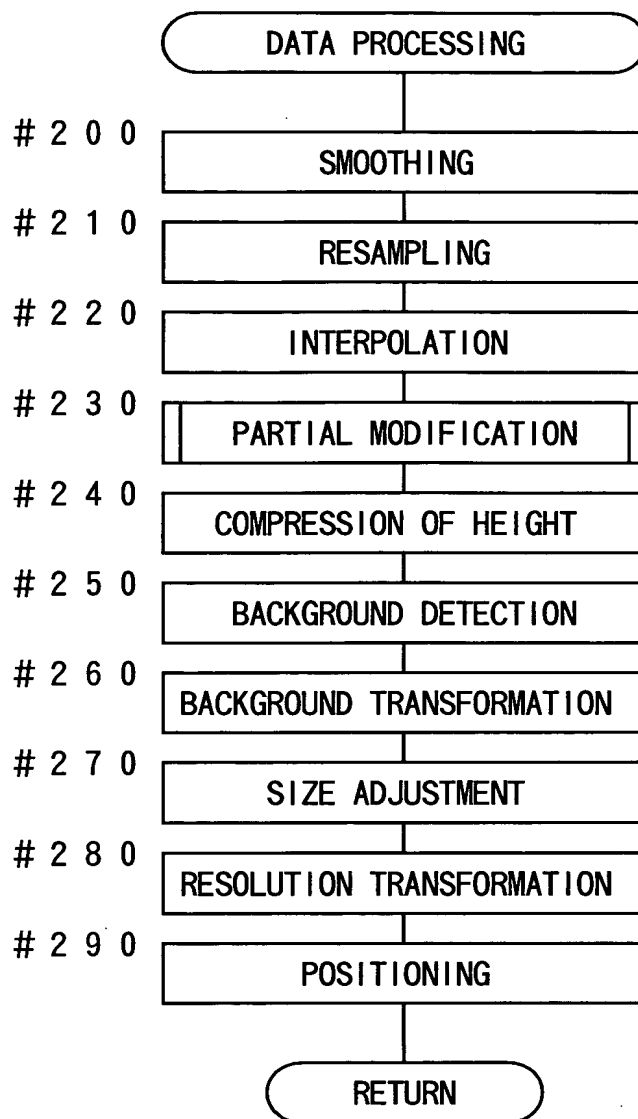 DATA PROCESSING
#200
SMOOTHING
#210
RESAMPLING
#220
INTERPOLATION
#230
PARTIAL MODIFICATION
#240
COMPRESSION OF HEIGHT
#250
BACKGROUND DETECTION
#260
BACKGROUND TRANSFORMATION
#270
SIZE ADJUSTMENT
#280
RESOLUTION TRANSFORMATION
#290
POSITIONING
RETURN